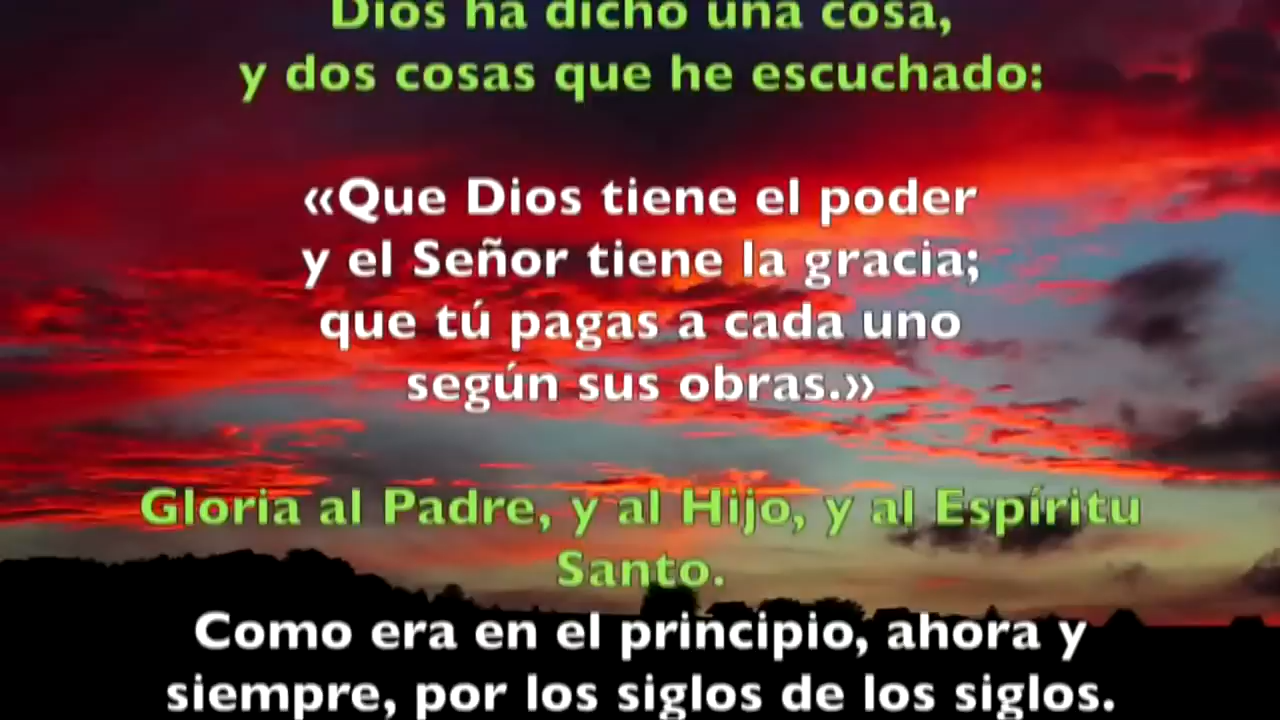 Dios ha dicho una cosa,
y dos cosas que he escuchado:
«Que Dios tiene el poder
y el Señor tiene la gracia;
que tú pagas a cada uno
según sus obras.»
Gloria al Padre, y al Hijo, y al Espíritu
Santo.
Como era en el principio, ahora y
siempre, por los siglos de los siglos.